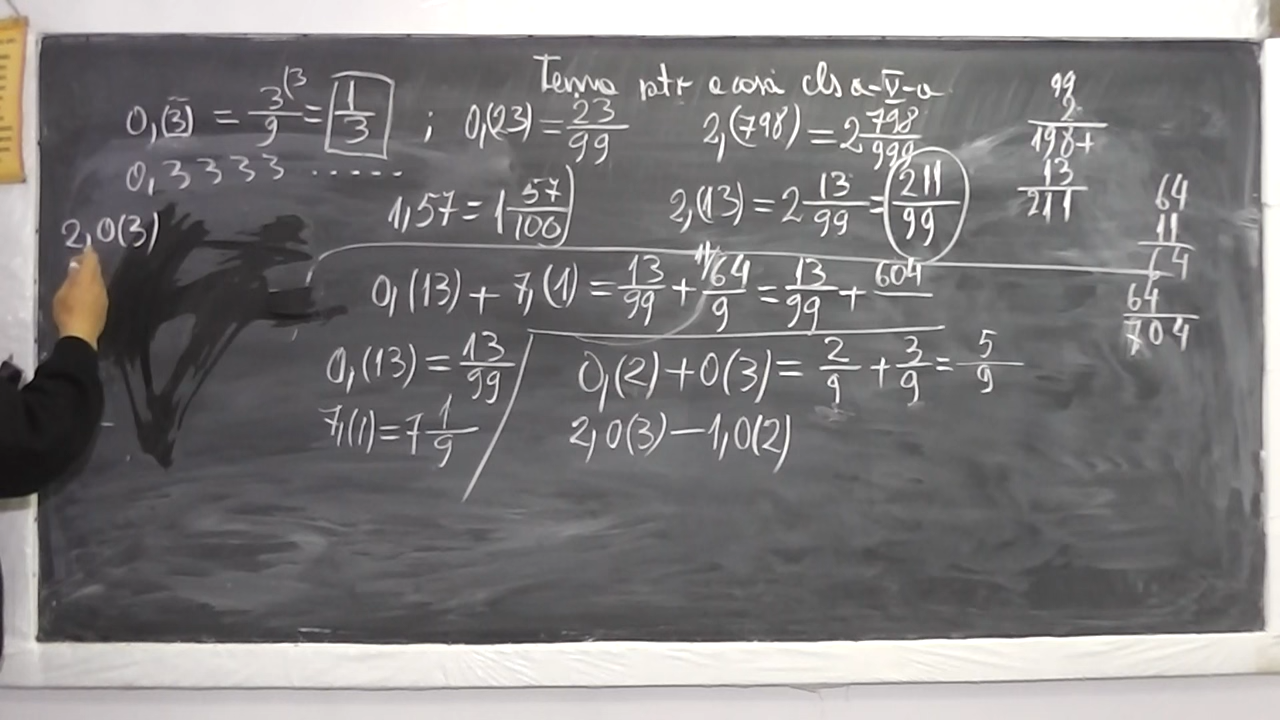 Tema ptr acasă cls a-V-a
0,(3) = 3/9 (3 = 1/3 ; 0,(23) = 23/99
0,3333 ......
2,(798) = 2 798/999
1,57 = 1 57/100
2,(13) = 2 13/99 = 211/99
99
2
198+
13
211
2,0(3)
0,(13) + 7,(1) = 13/99 + 11/ 64/9 = 13/99 + 604
64
11
64
64
704
0,(13) = 13/99
7,(1) = 7 1/9
0,(2) + 0(3) = 2/9 + 3/9 = 5/9
2,0(3) – 1,0(2)